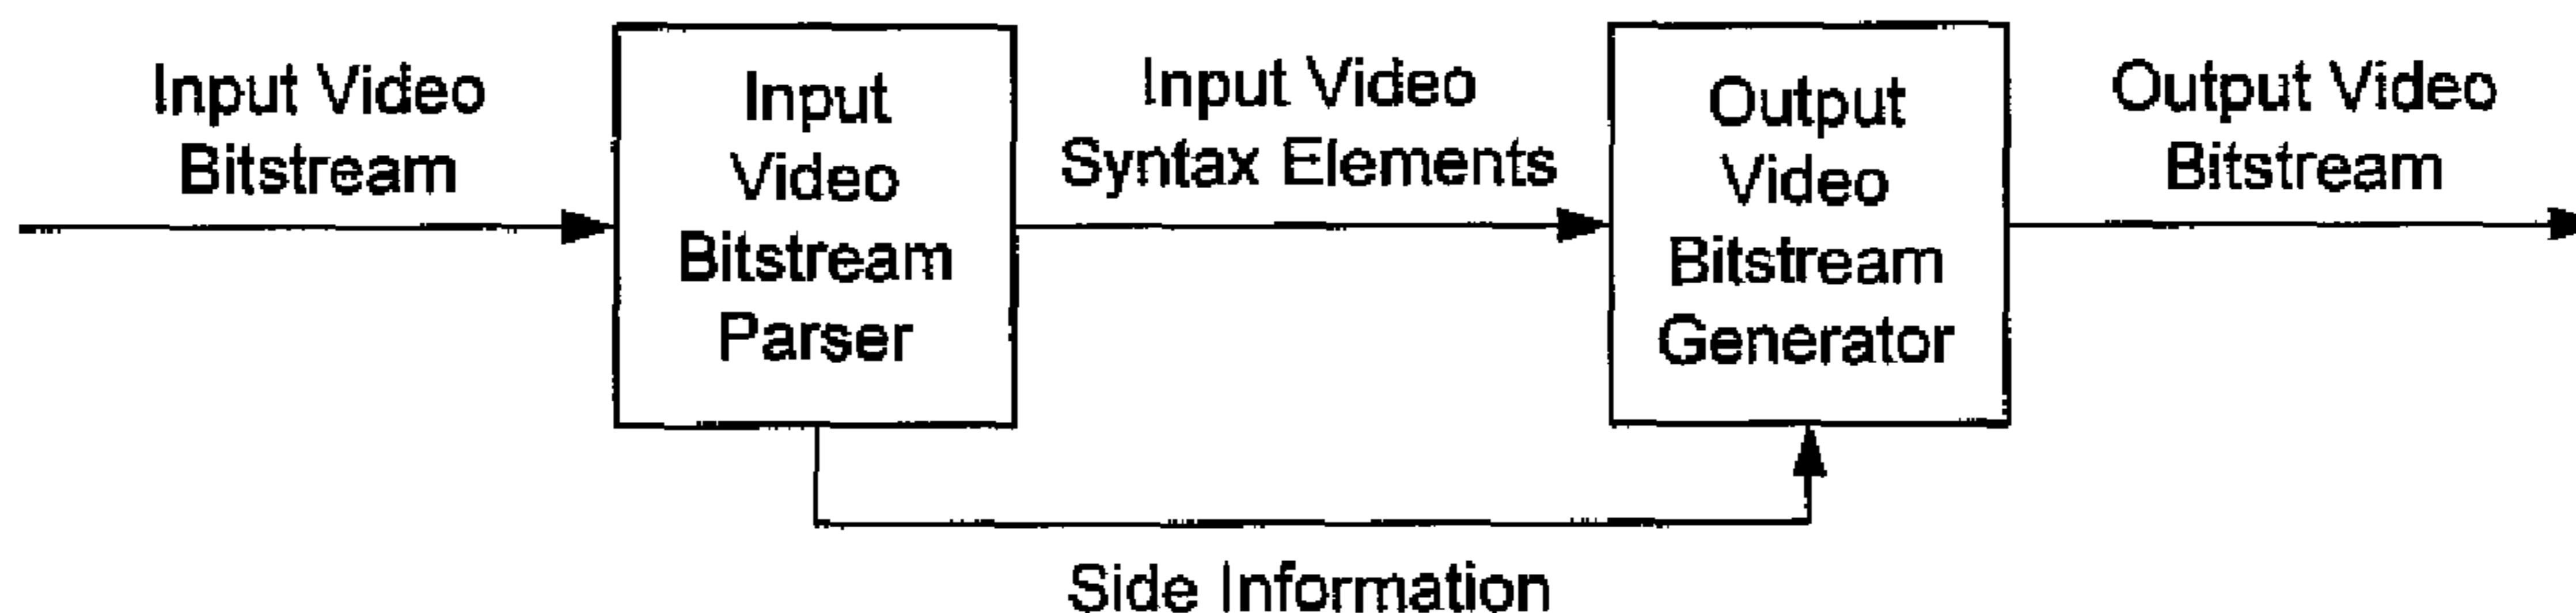 Input Video
Bitstream
Input
Video
Bitstream
Parser
Input Video
Syntax Elements
Output
Video
Bitstream
Generator
Output Video
Bitstream
Side Information